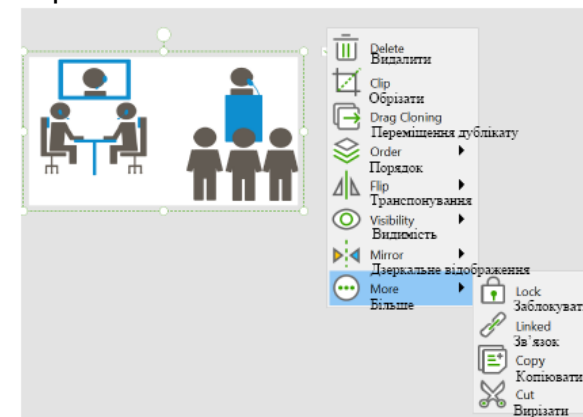 Delete
Видалити
Clip
Обрізати
Drag Cloning
Переміщення дублікату
Order
Порядок
Flip
Транспонування
Visibility
Видимість
Mirror
Дзеркальне відображення
More
Більше
Lock
Заблокуват
Linked
Зв’язок
Copy
Копіювати
Cut
Вирізати